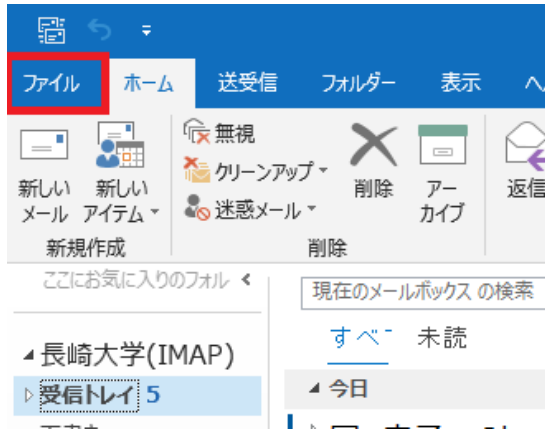 ファイル ホーム 送受信 フォルダー 表示
新しい
メール
新しい
アイテム
無視
クリーンアップ
迷惑メール
削除
アー
カイブ
返信
新規作成 削除
ここにお気に入りのフォル
現在のメールボックス の検索
すべて 未読
長崎大学(IMAP)
今日
受信トレイ 5